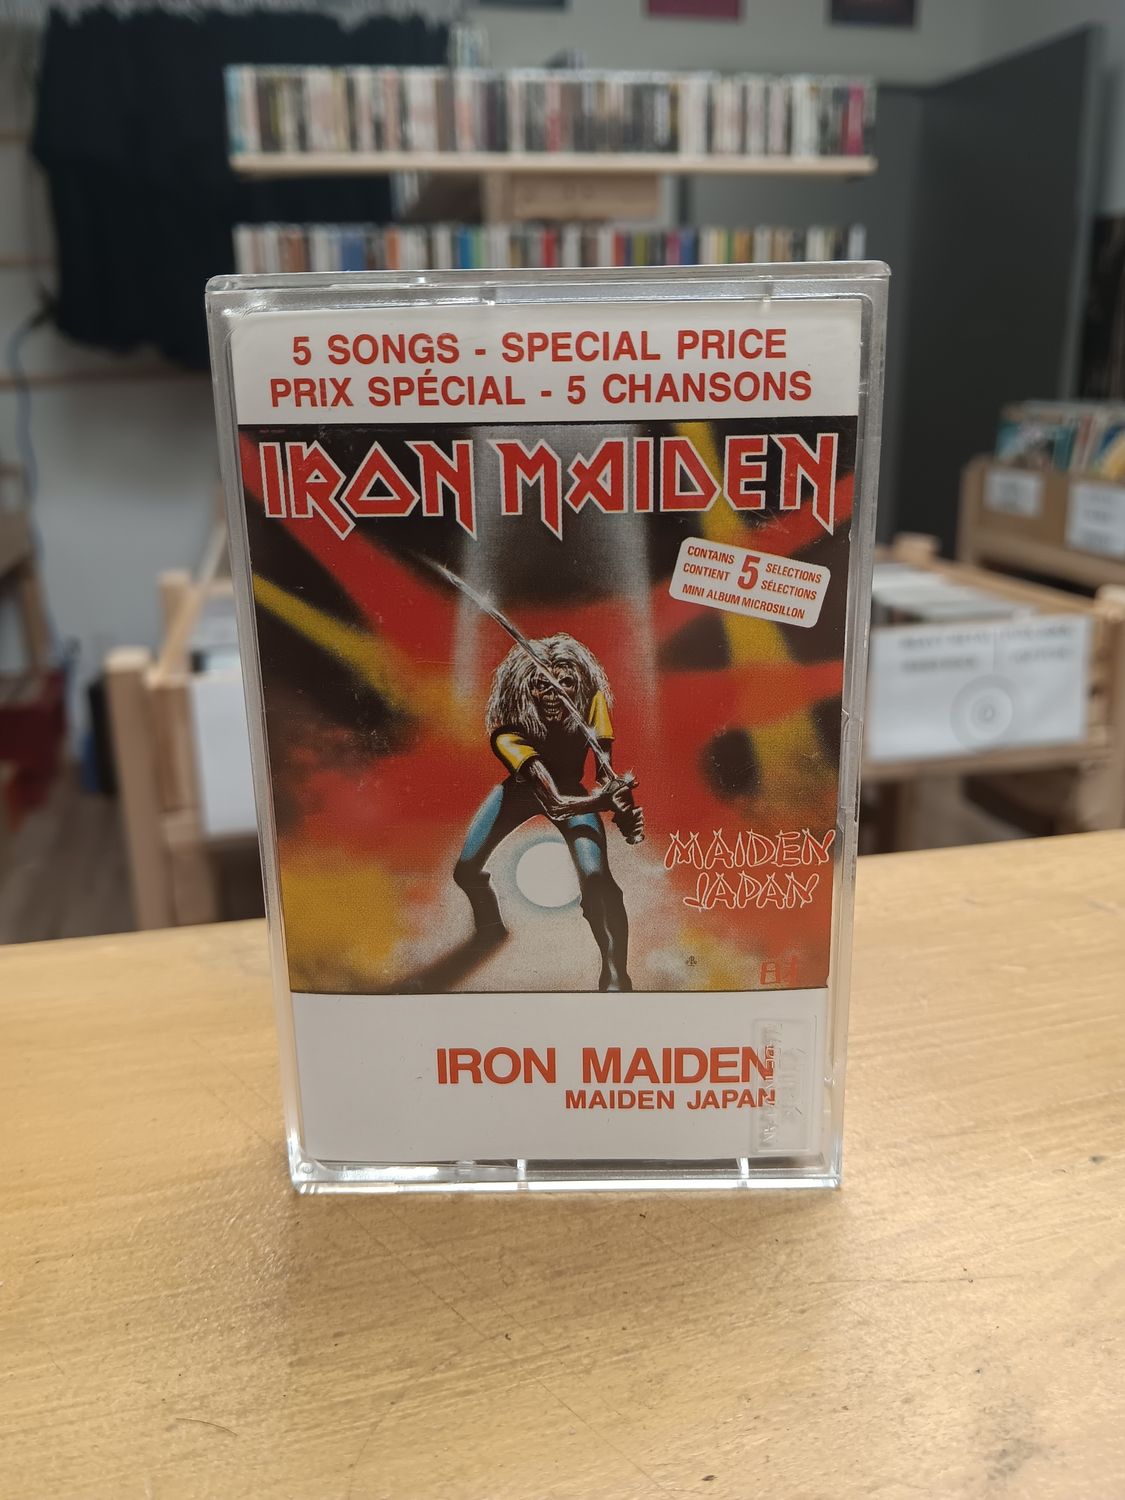 5 SONGS - SPECIAL PRICE
PRIX SPÉCIAL - 5 CHANSONS
IRON MAIDEN
CONTAINS 5 SELECTIONS
CONTIENT SÉLECTIONS
MINI ALBUM MICROSILLON
MAIDEN
JAPAN
IRON MAIDEN
MAIDEN JAPAN